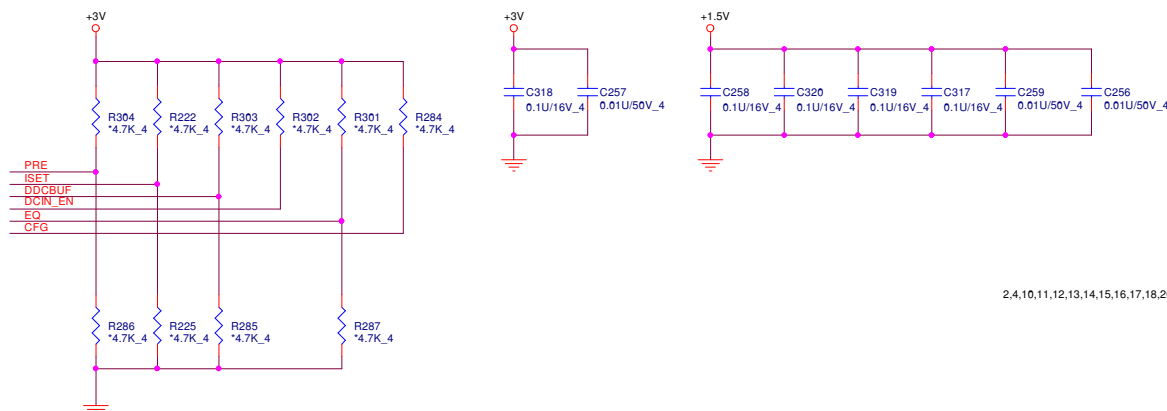 +3V
+3V
+1.5V
R304
*4.7K_4
R222
*4.7K_4
R303
*4.7K_4
R302
*4.7K_4
R301
*4.7K_4
R284
*4.7K_4
C318
0.1U/16V_4
C257
0.01U/50V_4
C258
0.1U/16V_4
C320
0.1U/16V_4
C319
0.1U/16V_4
C317
0.1U/16V_4
C259
0.01U/50V_4
C256
0.01U/50V_4
PRE
ISET
DDCBUF
DCIN_EN
EQ
CFG
2,4,10,11,12,13,14,15,16,17,18,2
R286
*4.7K_4
R225
*4.7K_4
R285
*4.7K_4
R287
*4.7K_4